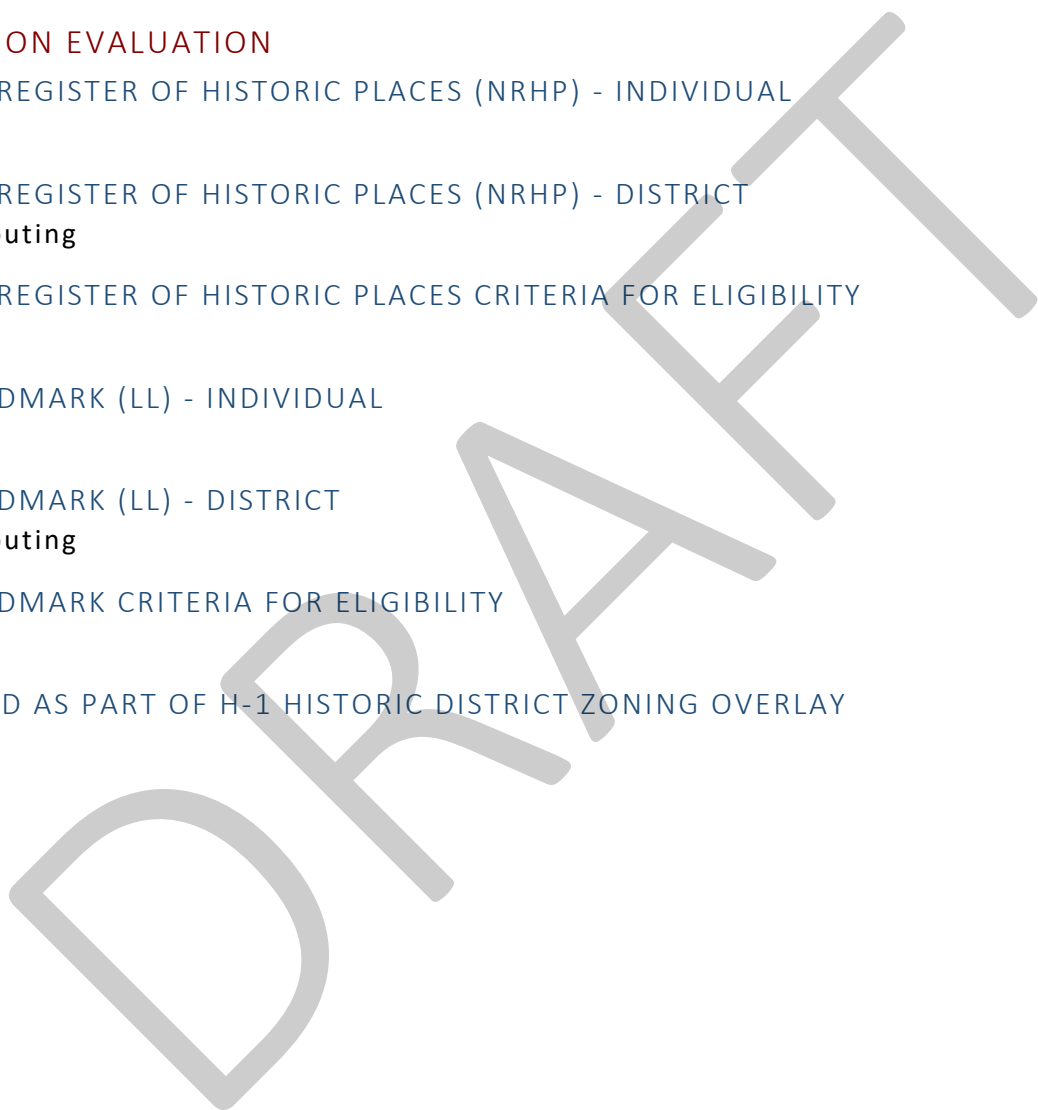 ON EVALUATION
REGISTER OF HISTORIC PLACES (NRHP) - INDIVIDUAL
REGISTER OF HISTORIC PLACES (NRHP) - DISTRICT
buting
REGISTER OF HISTORIC PLACES CRITERIA FOR ELIGIBILITY
DMARK (LL) - INDIVIDUAL
DMARK (LL) - DISTRICT
buting
DMARK CRITERIA FOR ELIGIBILITY
D AS PART OF H-1 HISTORIC DISTRICT ZONING OVERLAY
DRAFT